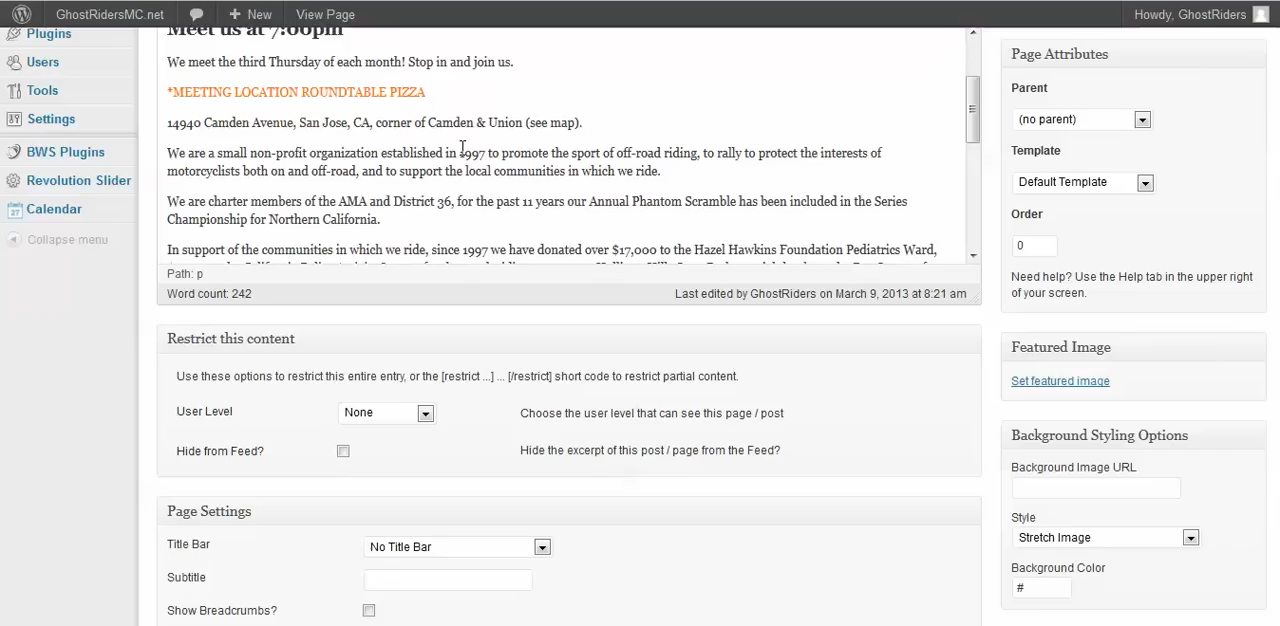 GhostRidersMC.net
+ New
View Page
Howdy, GhostRiders
Plugins
Users
Tools
Settings
BWS Plugins
Revolution Slider
Calendar
Collapse menu
Meet us at 7:00pm
We meet the third Thursday of each month! Stop in and join us.
*MEETING LOCATION ROUNDTABLE PIZZA
14940 Camden Avenue, San Jose, CA, corner of Camden & Union (see map).
We are a small non-profit organization established in 1997 to promote the sport of off-road riding, to rally to protect the interests of
motorcyclists both on and off-road, and to support the local communities in which we ride.
We are charter members of the AMA and District 36, for the past 11 years our Annual Phantom Scramble has been included in the Series
Championship for Northern California.
In support of the communities in which we ride, since 1997 we have donated over $17,000 to the Hazel Hawkins Foundation Pediatrics Ward,
Path: p
Word count: 242
Last edited by GhostRiders on March 9, 2013 at 8:21 am
Restrict this content
Use these options to restrict this entire entry, or the [restrict ...] ... [/restrict] short code to restrict partial content.
User Level
None
Choose the user level that can see this page / post
Hide from Feed?
Hide the excerpt of this post / page from the Feed?
Page Settings
Title Bar
No Title Bar
Subtitle
Show Breadcrumbs?
Page Attributes
Parent
(no parent)
Template
Default Template
Order
0
Need help? Use the Help tab in the upper right
of your screen.
Featured Image
Set featured image
Background Styling Options
Background Image URL
Style
Stretch Image
Background Color
#